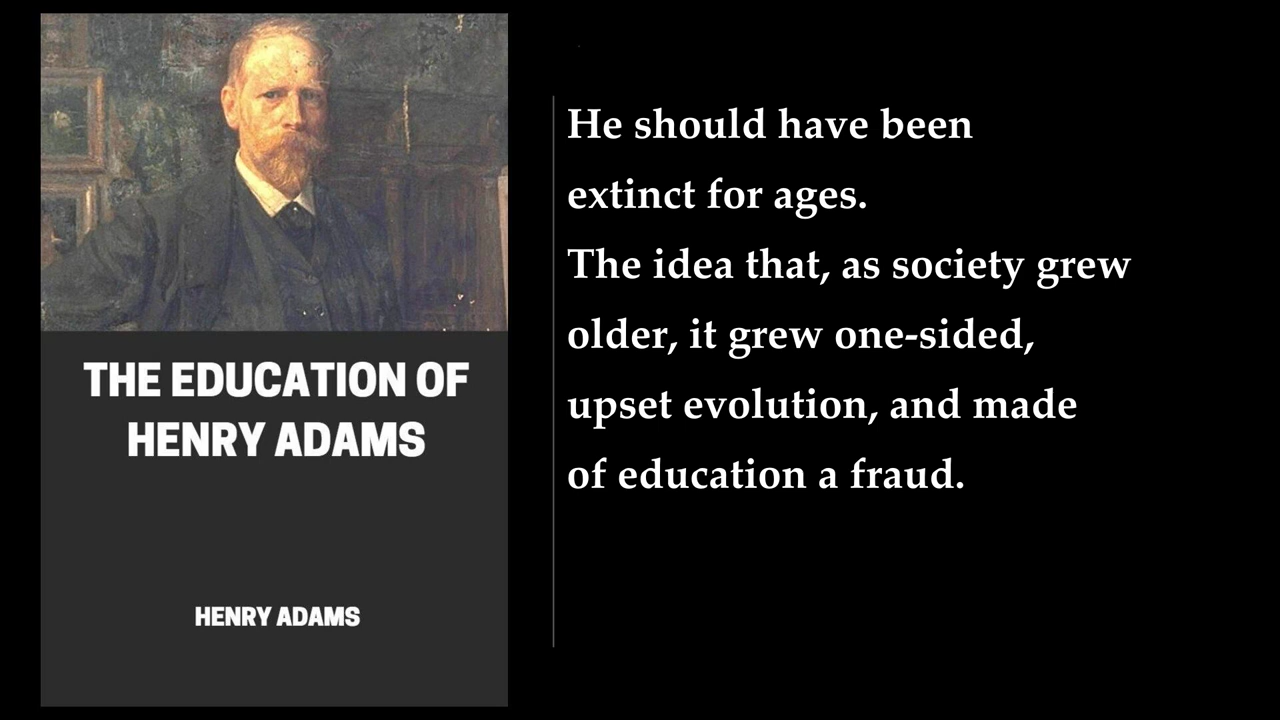 THE EDUCATION OF
HENRY ADAMS
HENRY ADAMS
He should have been
extinct for ages.
The idea that, as society grew
older, it grew one-sided,
upset evolution, and made
of education a fraud.